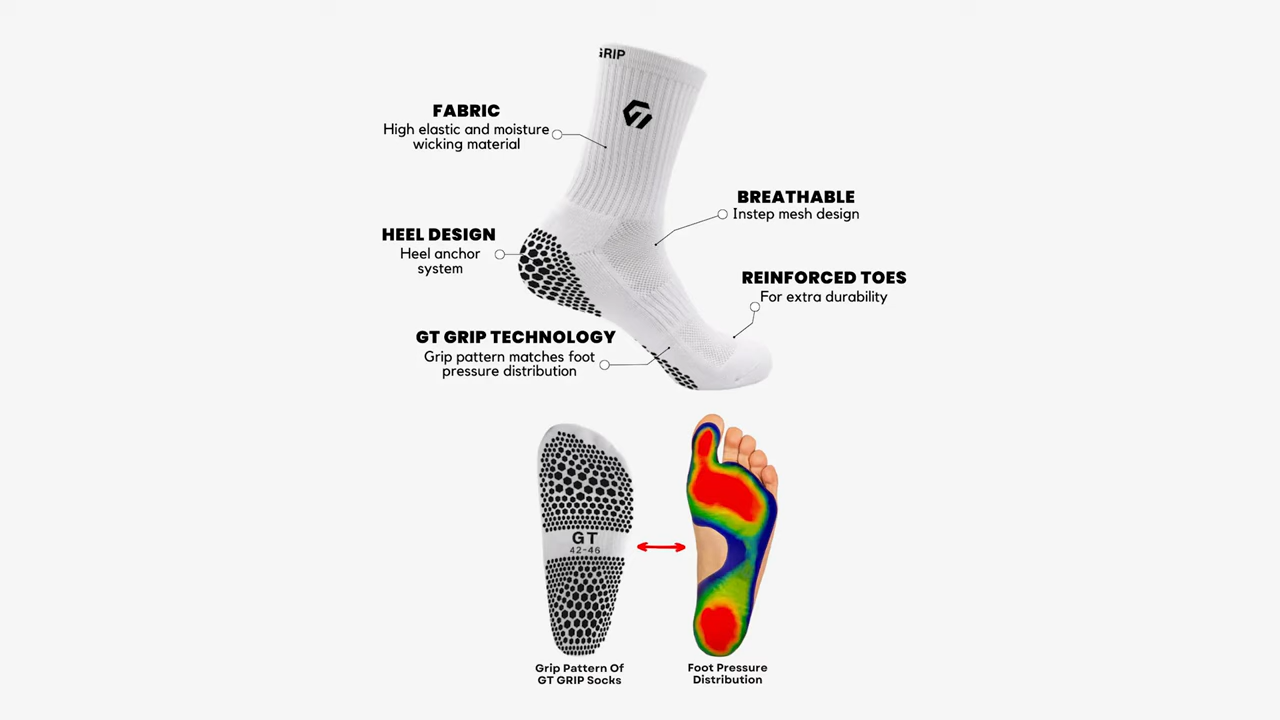 GRIP
FABRIC
High elastic and moisture
wicking material
BREATHABLE
Instep mesh design
HEEL DESIGN
Heel anchor
system
REINFORCED TOES
For extra durability
GT GRIP TECHNOLOGY
Grip pattern matches foot
pressure distribution
GT
42-46
Grip Pattern Of
GT GRIP Socks
Foot Pressure
Distribution